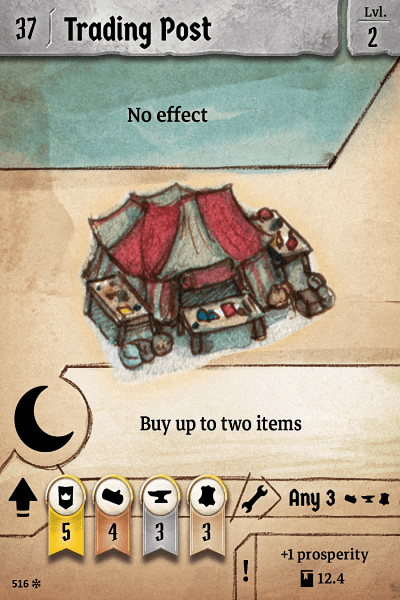 37 Trading Post
Lvl.
2
No effect
Buy up to two items
5 4 3 3 Any 3
! +1 prosperity
12.4
516